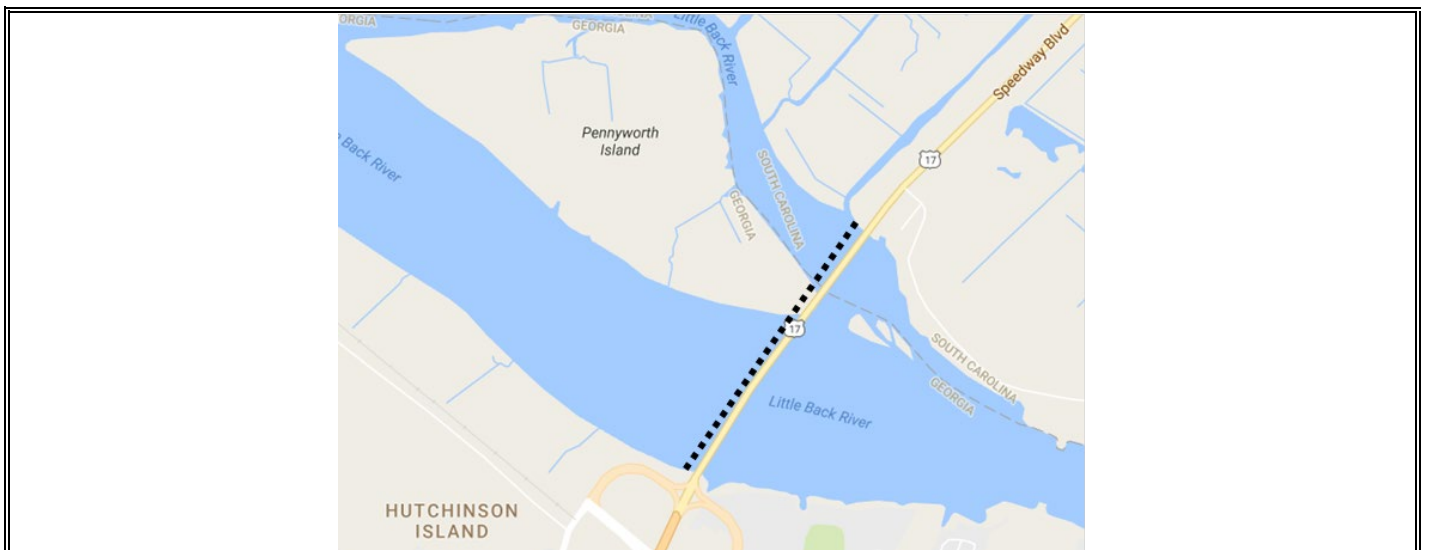 GEORGIA
Little Back River
Speedway Blvd
Pennyworth
Island
17
Back River
SOUTH CAROLINA
GEORGIA
17
SOUTH CAROLINA
GEORGIA
Little Back River
HUTCHINSON
ISLAND